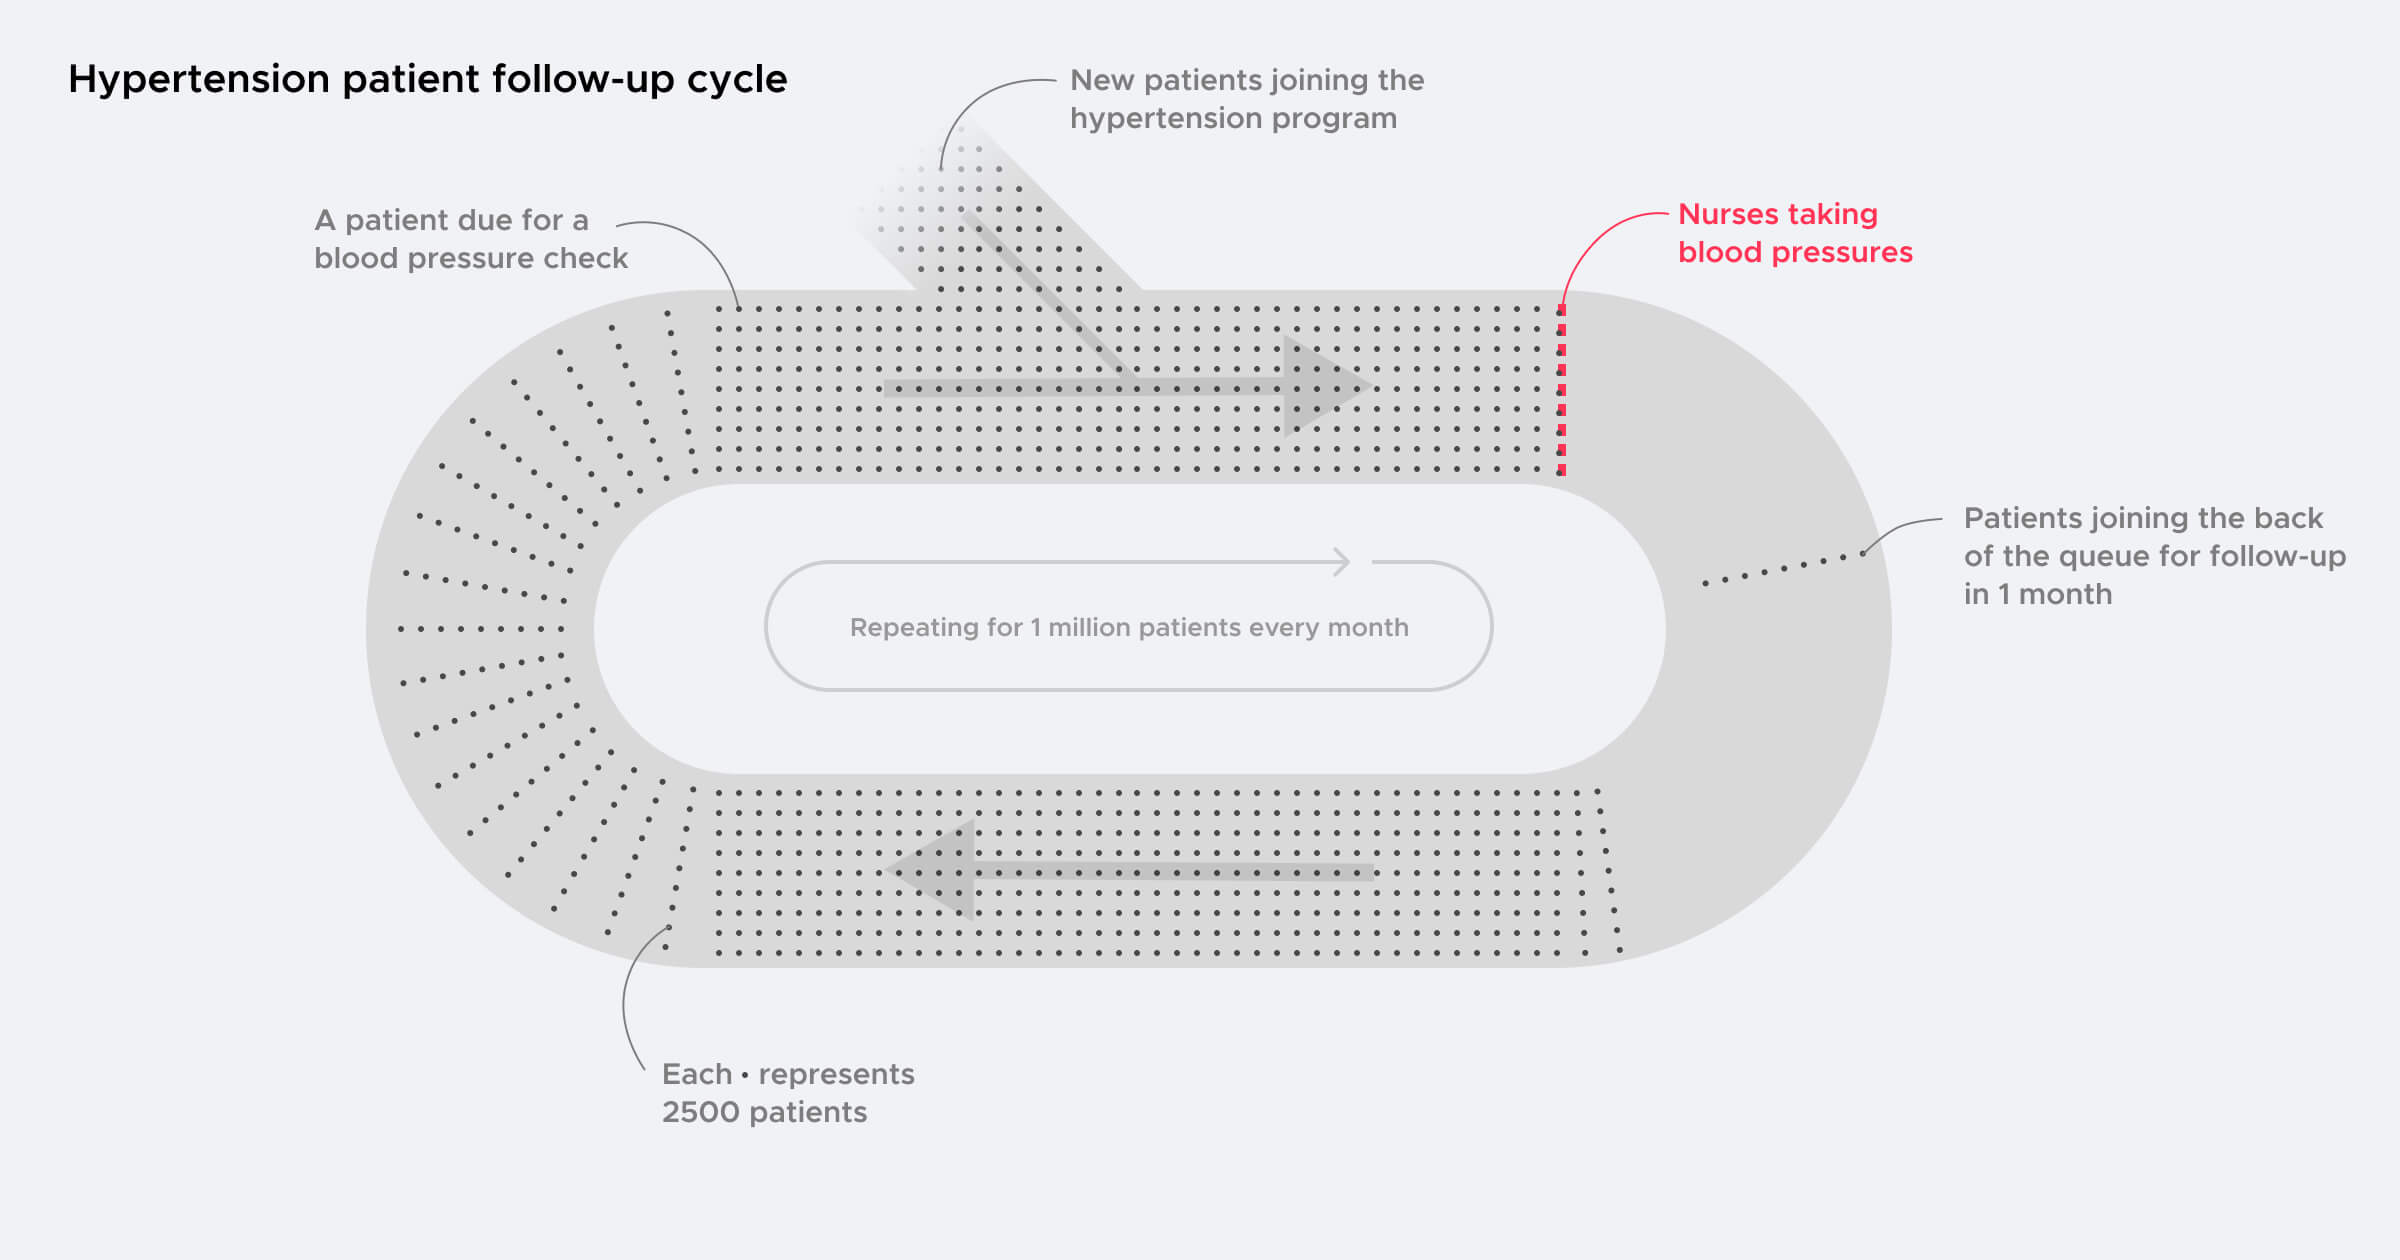 Hypertension patient follow-up cycle
New patients joining the
hypertension program
A patient due for a
blood pressure check
Nurses taking
blood pressures
Patients joining the back
of the queue for follow-up
in 1 month
Repeating for 1 million patients every month
Each • represents
2500 patients